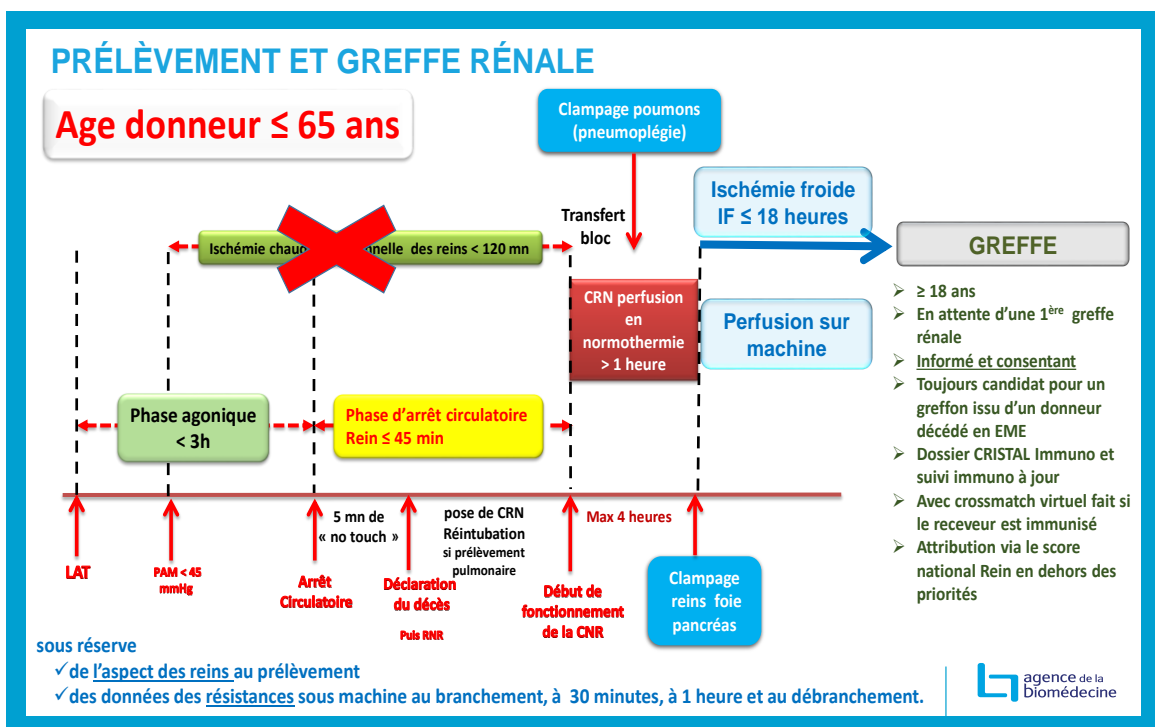 PRÉLÈVEMENT ET GREFFE RÉNALE
Age donneur ≤ 65 ans
Clampage poumons
(pneumoplégie)
Ischémie froide
IF ≤ 18 heures
Transfert
bloc
Ischémie chau
nnelle des reins < 120 mn
GREFFE
CRN perfusion
en
normothermie
> 1 heure
Perfusion sur
machine
➢ ≥ 18 ans
➢ En attente d'une 1ère greffe
rénale
➢ Informé et consentant
➢ Toujours candidat pour un
greffon issu d'un donneur
décédé en EME
➢ Dossier CRISTAL Immuno et
suivi immuno à jour
➢ Avec crossmatch virtuel fait si
le receveur est immunisé
➢ Attribution via le score
national Rein en dehors des
priorités
Phase agonique
< 3h
Phase d'arrêt circulatoire
Rein ≤ 45 min
5 mn de
« no touch »
pose de CRN
Réintubation
si prélèvement
pulmonaire
Max 4 heures
LAT
PAM < 45
mmHg
Arrêt
Circulatoire
Déclaration
du décès
Puis RNR
Début de
fonctionnement
de la CNR
Clampage
reins foie
pancréas
sous réserve
✓de l'aspect des reins au prélèvement
✓des données des résistances sous machine au branchement, à 30 minutes, à 1 heure et au débranchement.
agence de la
biomédecine